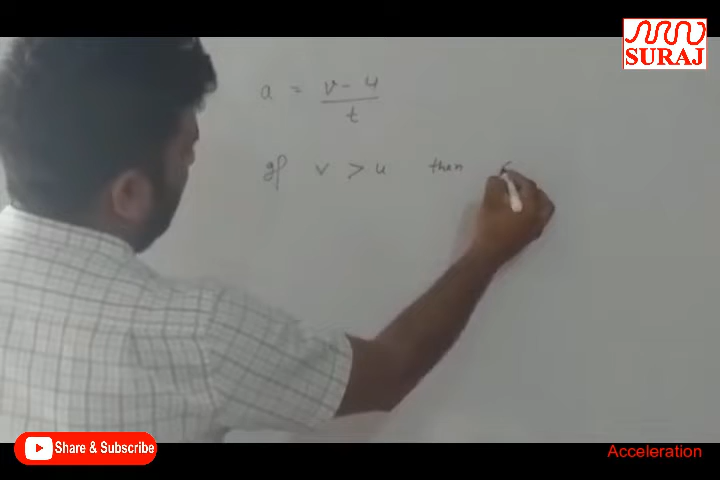 SURAJ
a = v - u / t
If v > u then
Share & Subscribe
Acceleration